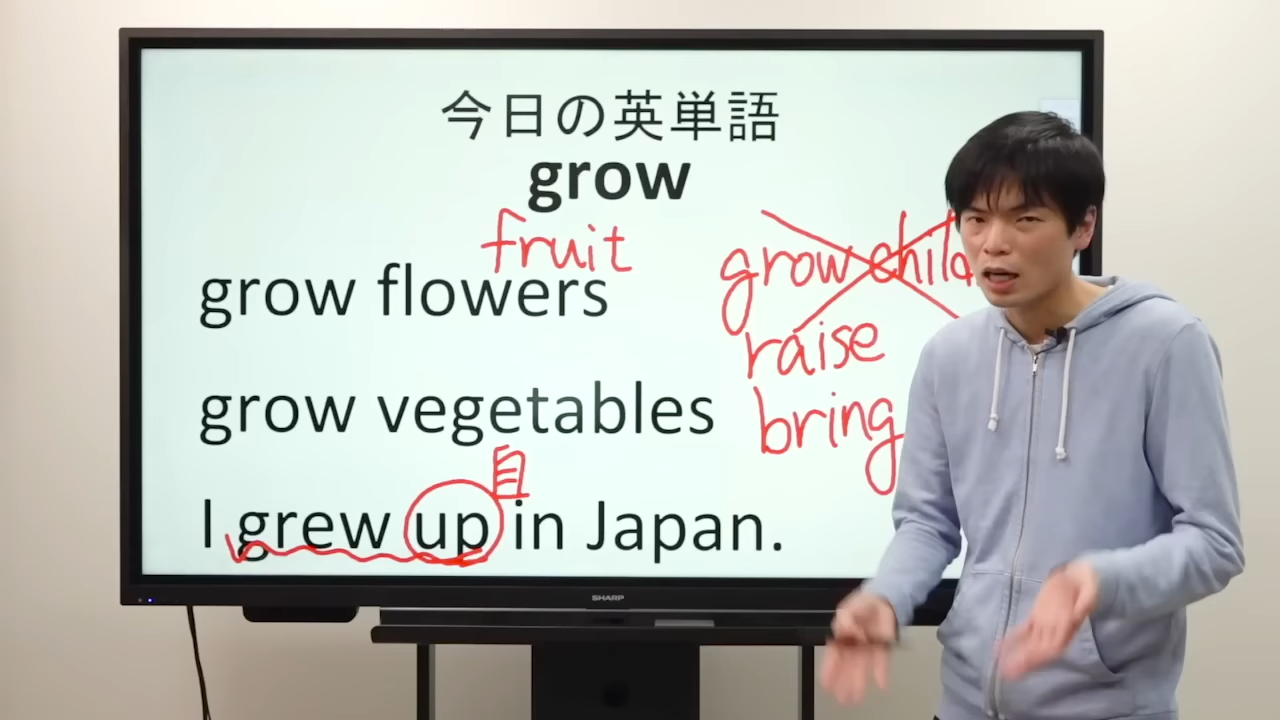 今日の英単語
grow
fruit
grow flowers
grow child
raise
grow vegetables
bring
自
I grew up in Japan.
SHARP